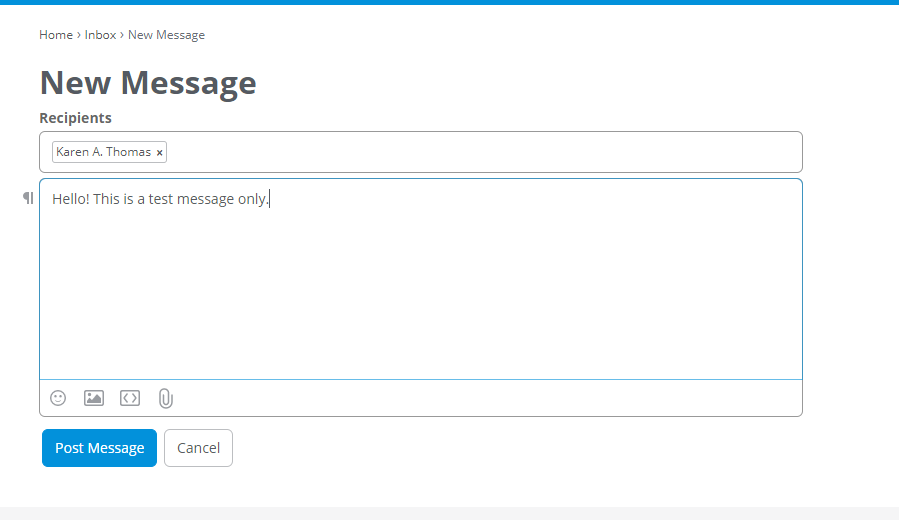 Home › Inbox › New Message
New Message
Recipients
Karen A. Thomas ×
¶ Hello! This is a test message only.
Post Message Cancel